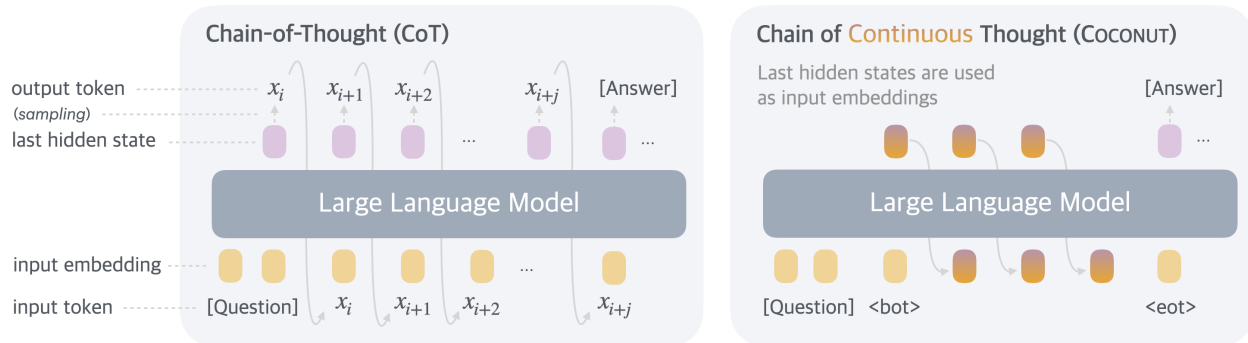 Chain-of-Thought (CoT)
output token
x_i x_{i+1} x_{i+2} x_{i+j} [Answer]
(sampling)
last hidden state
... ...
Large Language Model
input embedding
...
input token
[Question] x_i x_{i+1} x_{i+2} x_{i+j}
Chain of Continuous Thought (COCONUT)
Last hidden states are used
as input embeddings
[Answer]
...
Large Language Model
[Question] <bot> <eot>